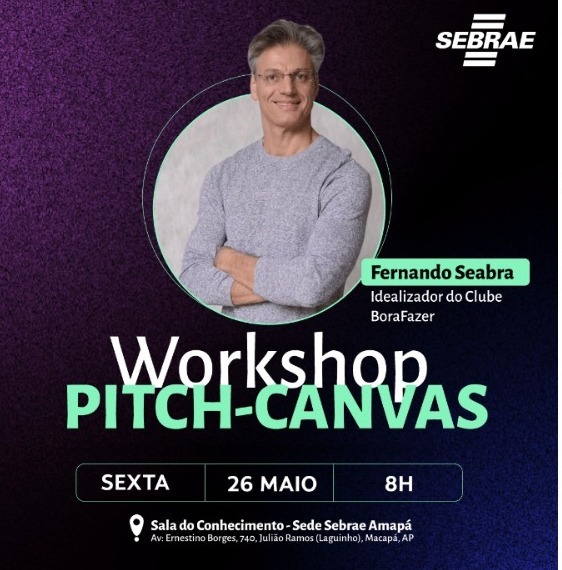 SEBRAE
Fernando Seabra
Idealizador do Clube
BoraFazer
Workshop
PITCH-CANVAS
SEXTA
26 MAIO
8H
Sala do Conhecimento - Sede Sebrae Amapá
Av: Ernestino Borges, 740, Julião Ramos (Laguinho), Macapá, AP